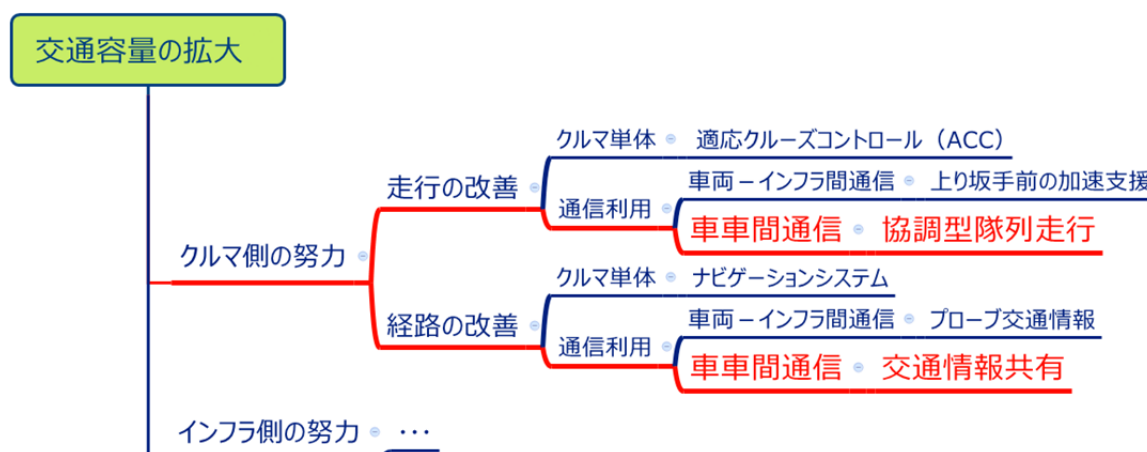 交通容量の拡大
クルマ単体 適応クルーズコントロール（ACC）
走行の改善
車両－インフラ間通信 上り坂手前の加速支援
通信利用
車車間通信 協調型隊列走行
クルマ側の努力
クルマ単体 ナビゲーションシステム
経路の改善
車両－インフラ間通信 プローブ交通情報
通信利用
車車間通信 交通情報共有
インフラ側の努力 ・・・